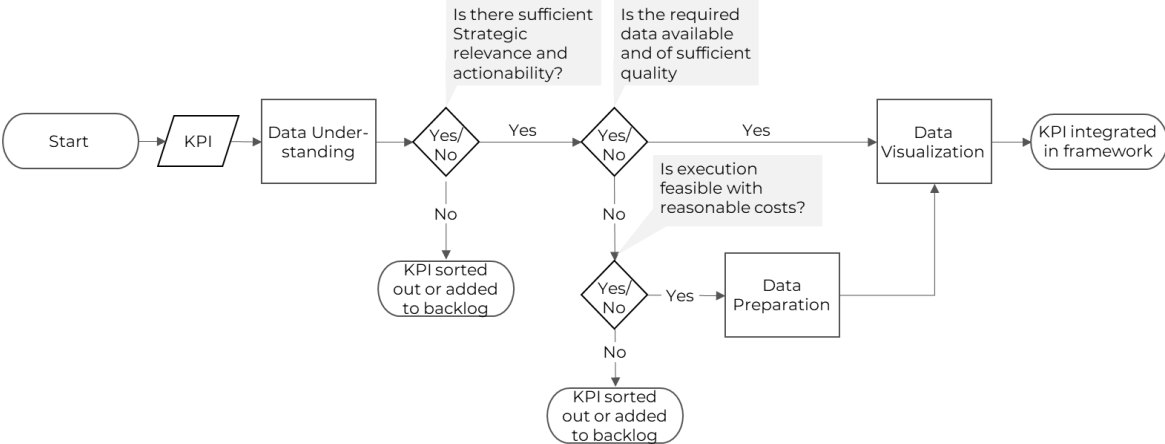 Is there sufficient
Strategic
relevance and
actionability?
Is the required
data available
and of sufficient
quality
Start
KPI
Data Under-
standing
Yes/
No
Yes
Yes/
No
Yes
Data
Visualization
KPI integrated
in framework
Is execution
feasible with
reasonable costs?
No
No
KPI sorted
out or added
to backlog
Yes/
No
Yes
Data
Preparation
No
KPI sorted
out or added
to backlog